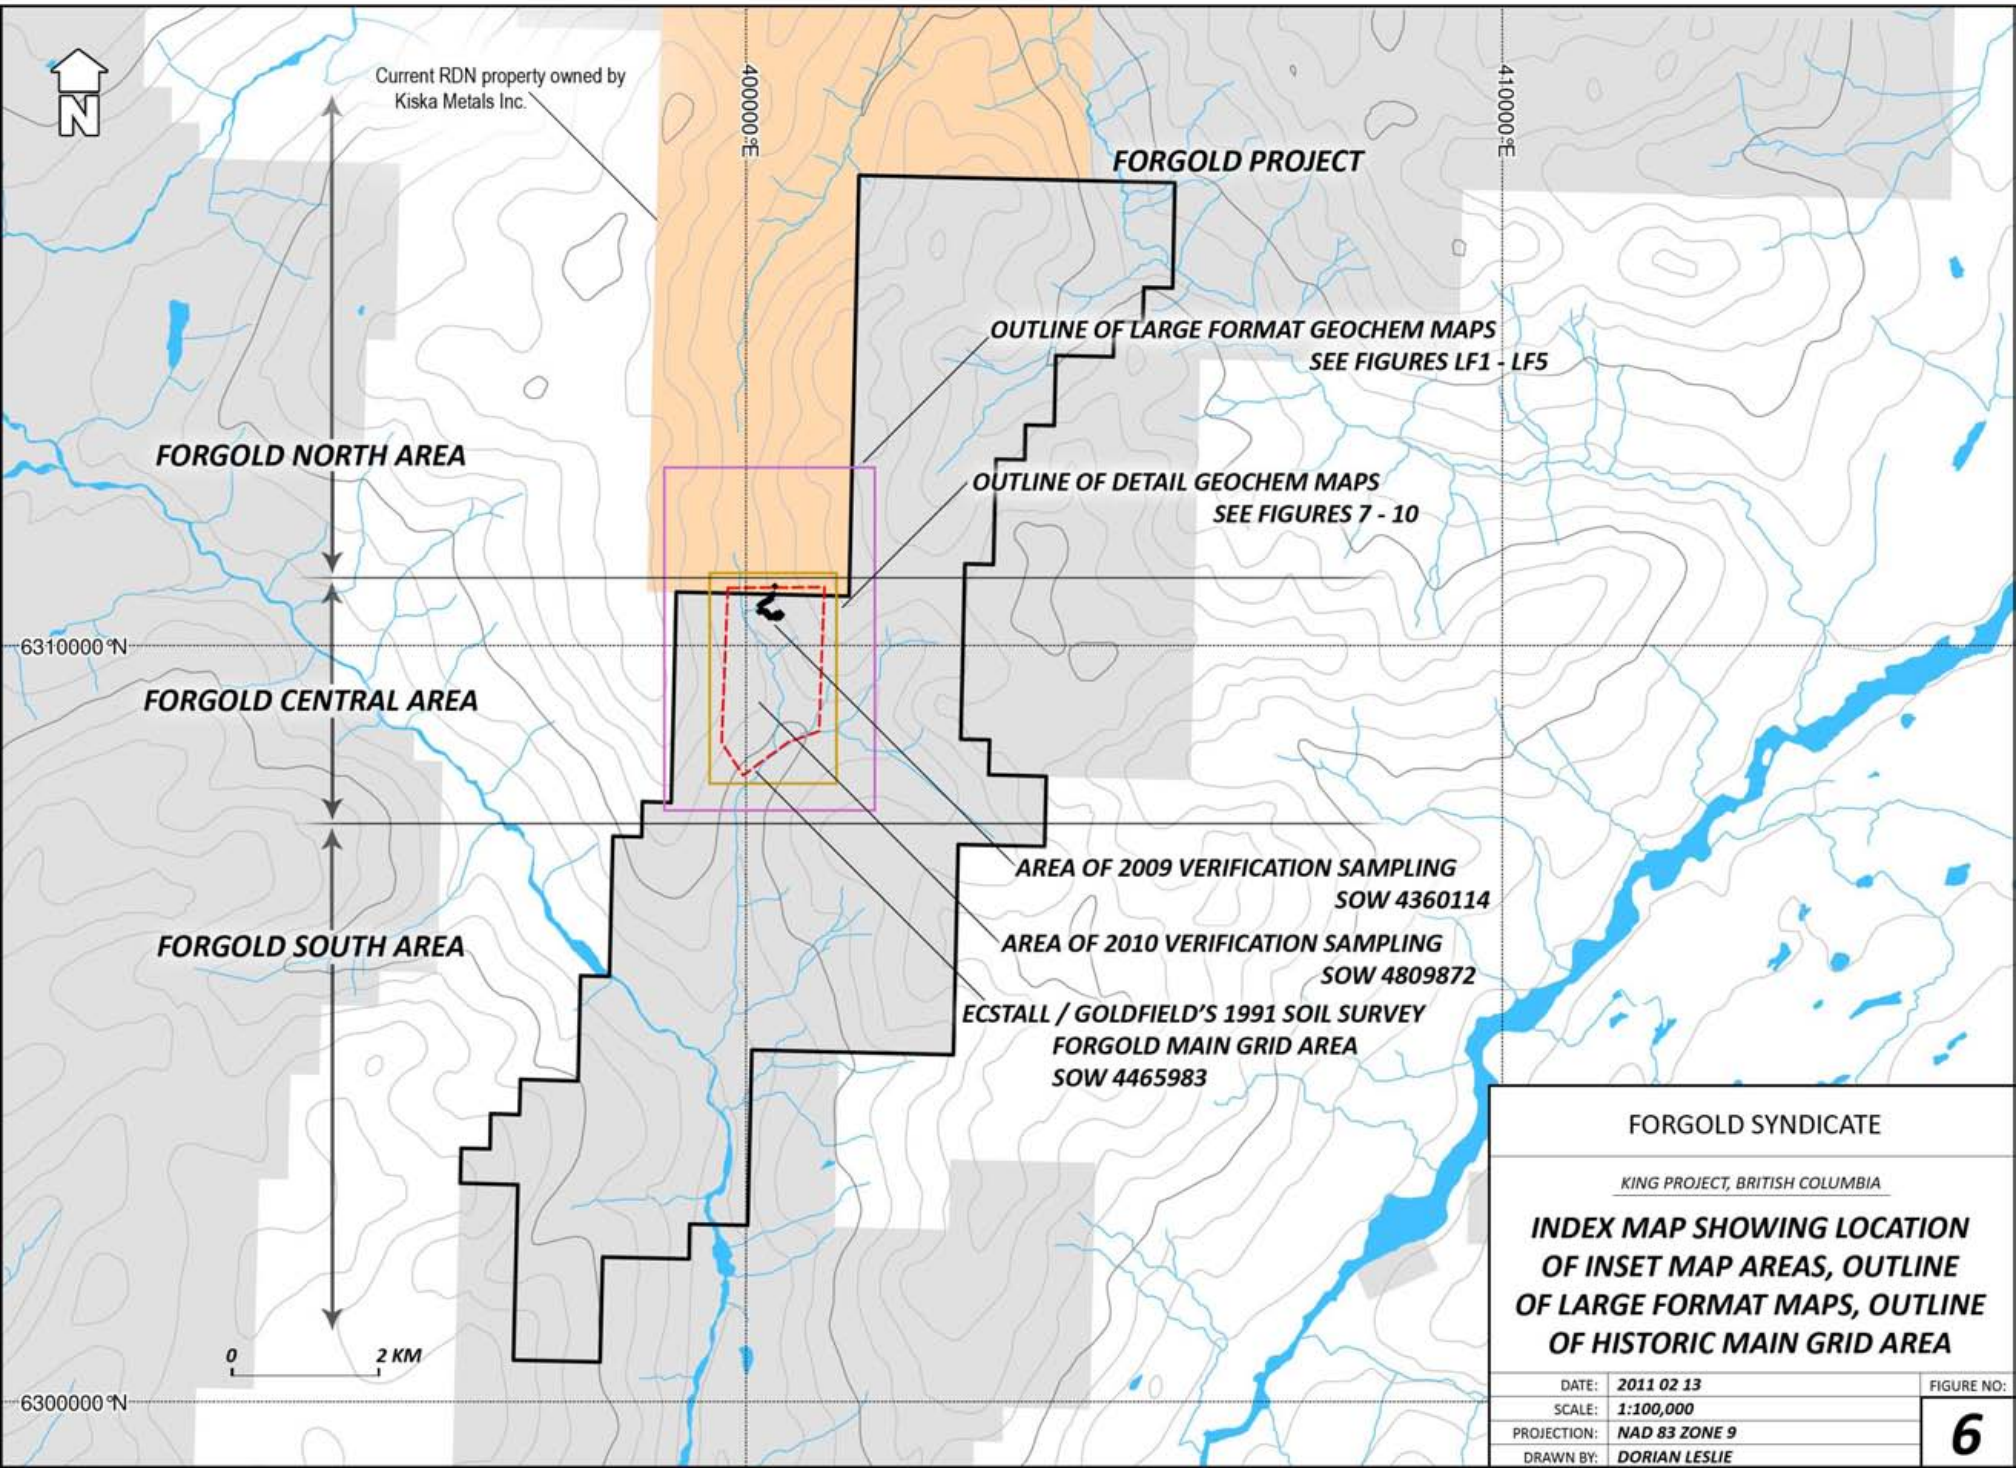 N
Current RDN property owned by
Kiska Metals Inc.
400000°E
410000°E
FORGOLD PROJECT
OUTLINE OF LARGE FORMAT GEOCHEM MAPS
SEE FIGURES LF1 - LF5
FORGOLD NORTH AREA
OUTLINE OF DETAIL GEOCHEM MAPS
SEE FIGURES 7 - 10
6310000°N
FORGOLD CENTRAL AREA
AREA OF 2009 VERIFICATION SAMPLING
SOW 4360114
FORGOLD SOUTH AREA
AREA OF 2010 VERIFICATION SAMPLING
SOW 4809872
ECSTALL / GOLDFIELD'S 1991 SOIL SURVEY
FORGOLD MAIN GRID AREA
SOW 4465983
0 2 KM
6300000°N
FORGOLD SYNDICATE
KING PROJECT, BRITISH COLUMBIA
INDEX MAP SHOWING LOCATION
OF INSET MAP AREAS, OUTLINE
OF LARGE FORMAT MAPS, OUTLINE
OF HISTORIC MAIN GRID AREA
DATE: 2011 02 13
SCALE: 1:100,000
PROJECTION: NAD 83 ZONE 9
DRAWN BY: DORIAN LESLIE
FIGURE NO:
6